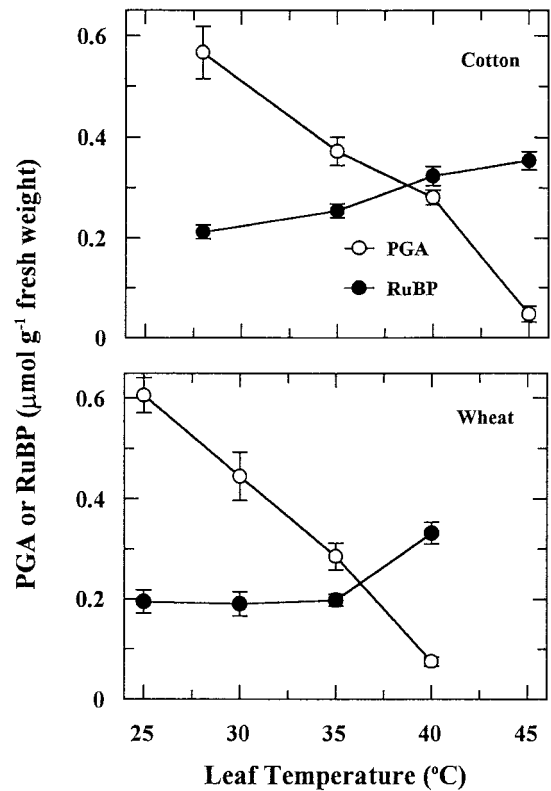 PGA or RuBP (μmol g⁻¹ fresh weight)
0.6
0.4
0.2
0
Cotton
PGA
RuBP
0.6
0.4
0.2
0
Wheat
25 30 35 40 45
Leaf Temperature (ºC)